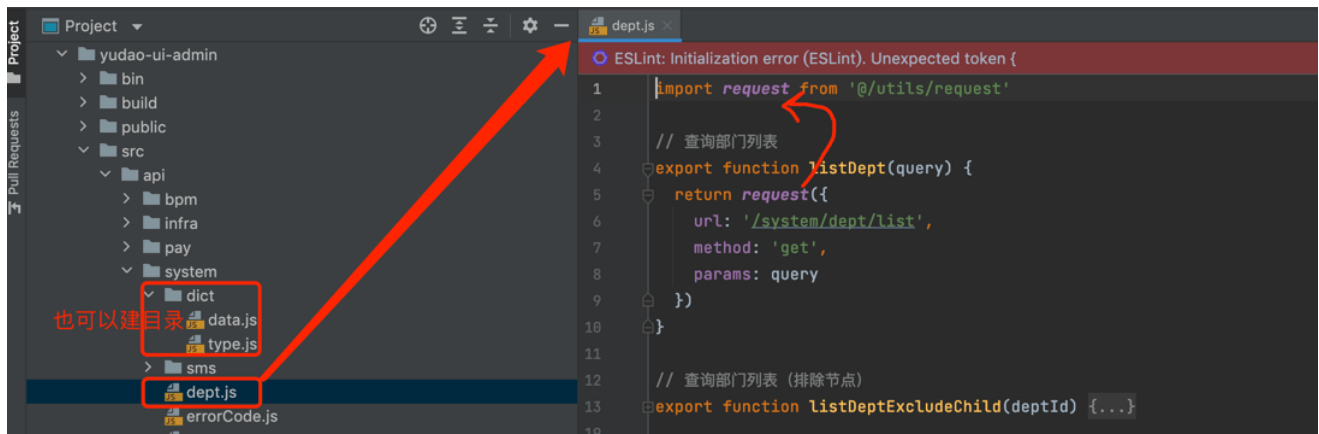 Project
dept.js
Project
Pull Requests
yudao-ui-admin
bin
build
public
src
api
bpm
infra
pay
system
dict
也可以建目录
data.js
type.js
sms
dept.js
errorCode.js
ESLint: Initialization error (ESLint). Unexpected token {
1 import request from '@/utils/request'
2
3 // 查询部门列表
4 export function listDept(query) {
5 return request({
6 url: '/system/dept/list',
7 method: 'get',
8 params: query
9 })
10 }
11
12 // 查询部门列表（排除节点）
13 export function listDeptExcludeChild(deptId) {...}